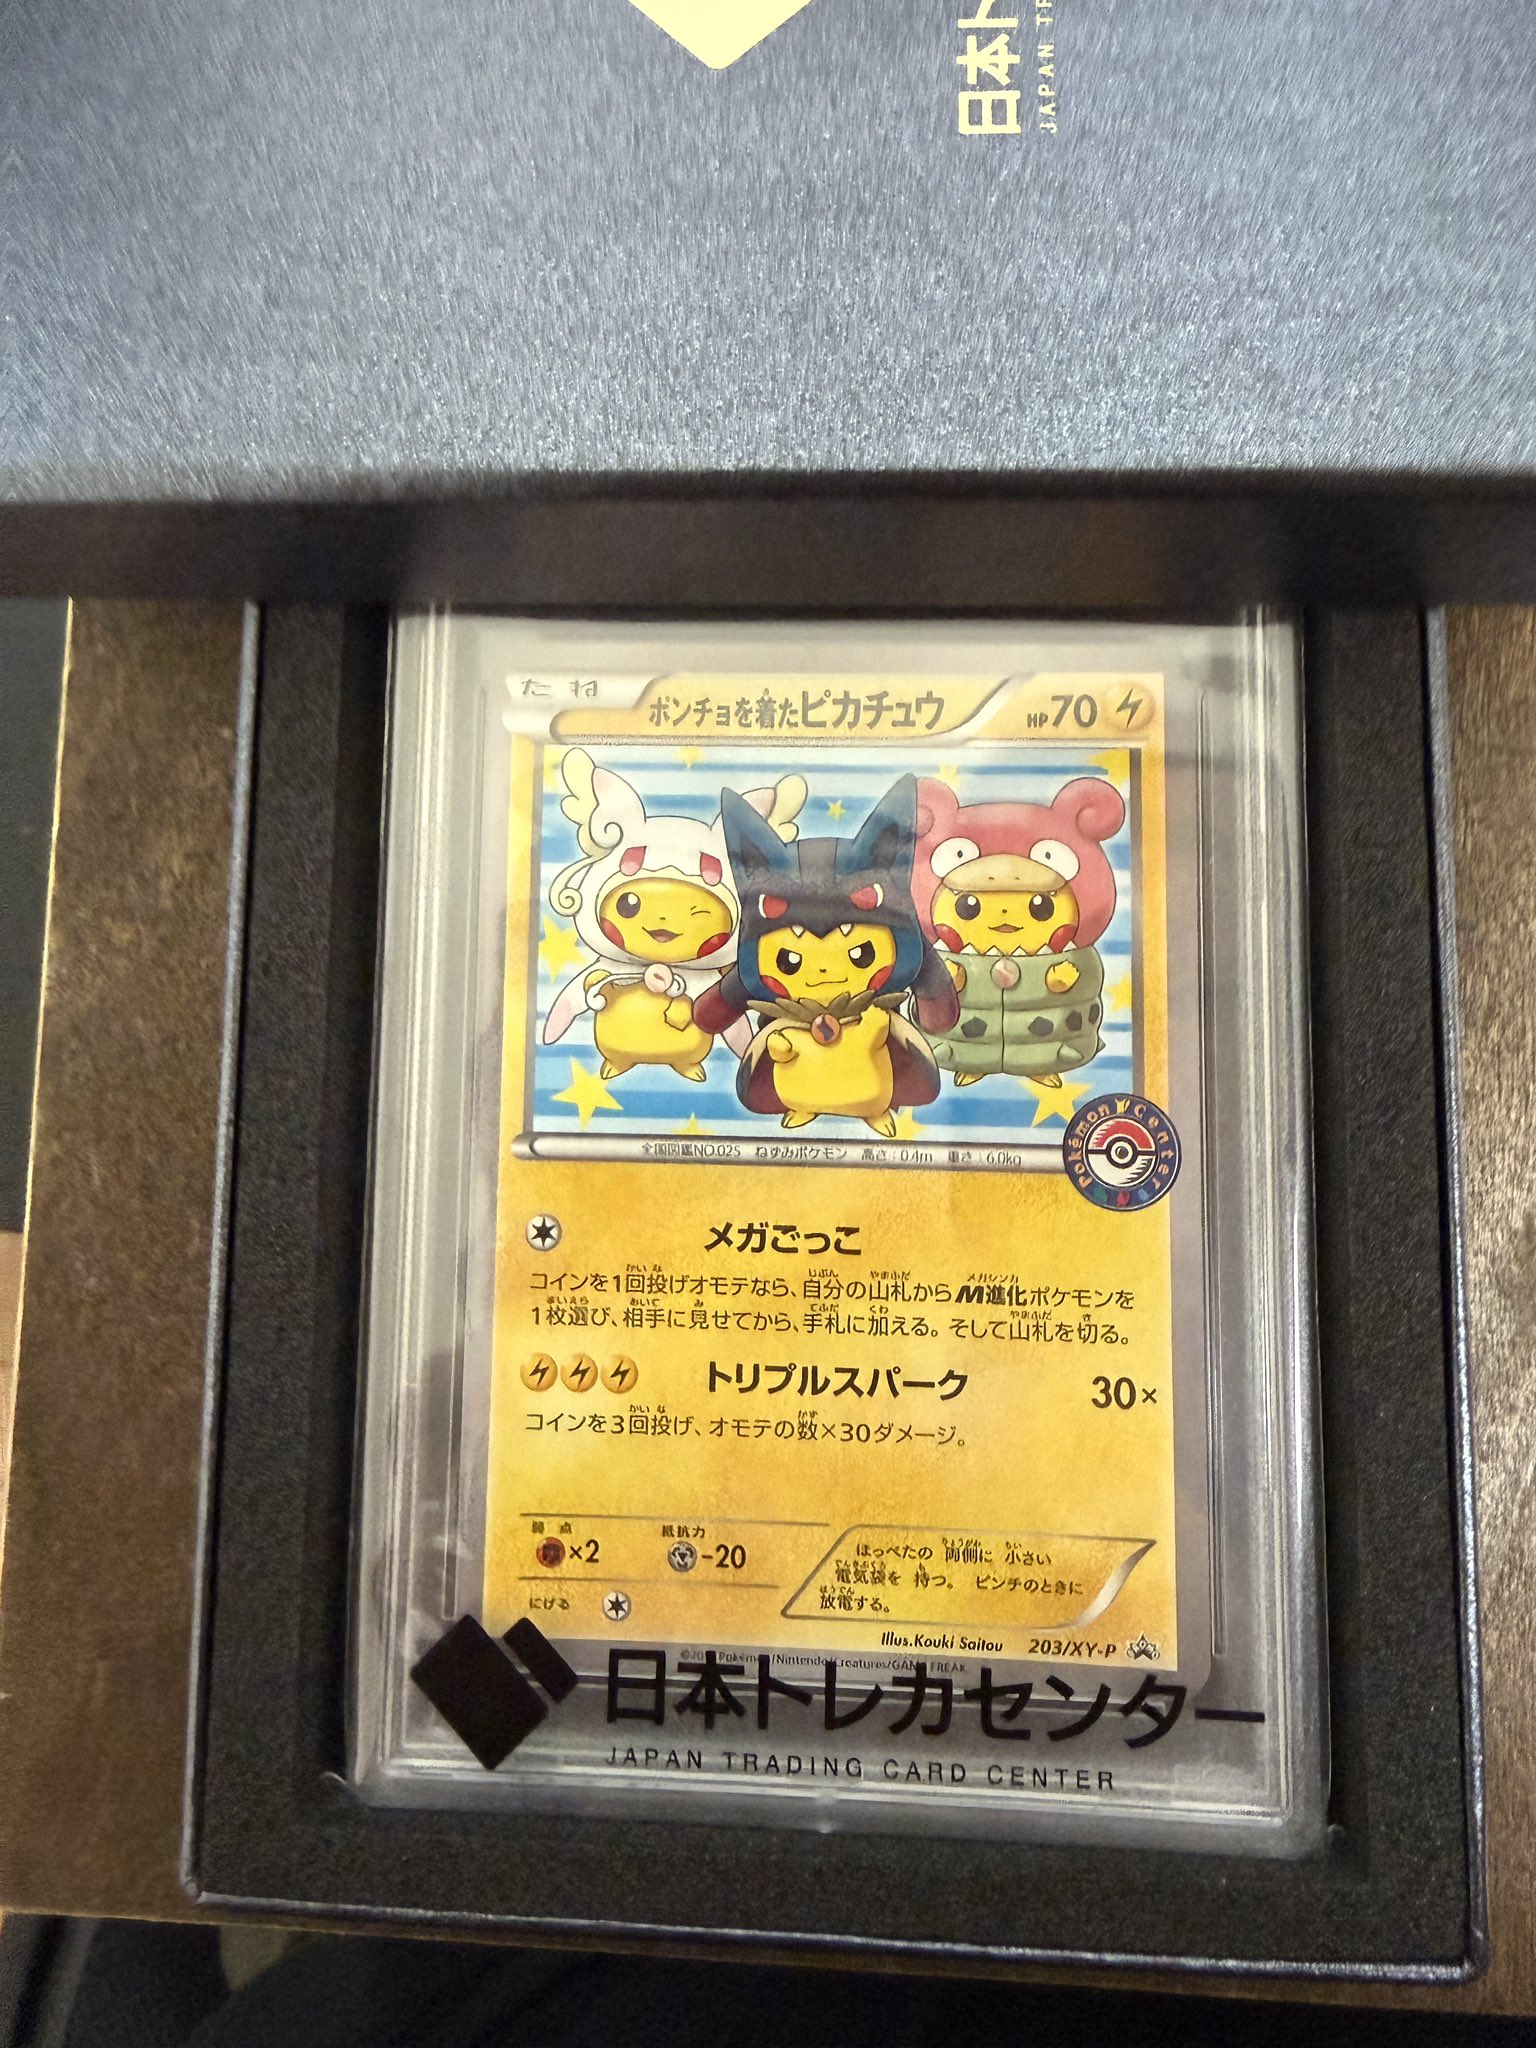 日本ト
JAPAN TR
たね
ポンチョを着たピカチュウ
HP70
全国図鑑NO.025 ねずみポケモン 高さ:0.4m 重さ:6.0kg
Pokémon Center
メガごっこ
コインを1回投げオモテなら、自分の山札からM進化ポケモンを
1枚選び、相手に見せてから、手札に加える。そして山札を切る。
トリプルスパーク 30×
コインを3回投げ、オモテの数×30ダメージ。
弱点 抵抗力
×2 -20
にげる
ほっぺたの 両側に 小さい
電気袋を 持つ。 ピンチのときに
放電する。
Illus.Kouki Saitou 203/XY-P
Pokémon/Nintendo/Creatures/GAME FREAK
日本トレカセンター
JAPAN TRADING CARD CENTER